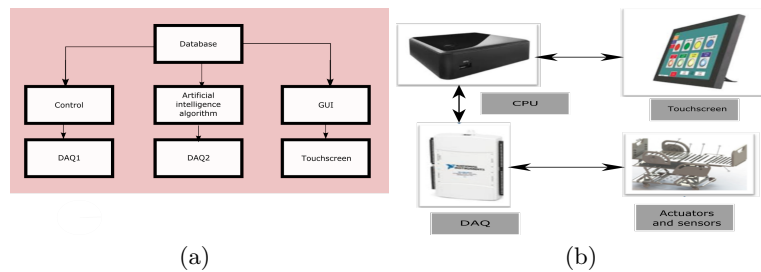 Database
Control
Artificial
intelligence
algorithm
GUI
DAQ1
DAQ2
Touchscreen
(a)
CPU
Touchscreen
DAQ
Actuators
and sensors
(b)